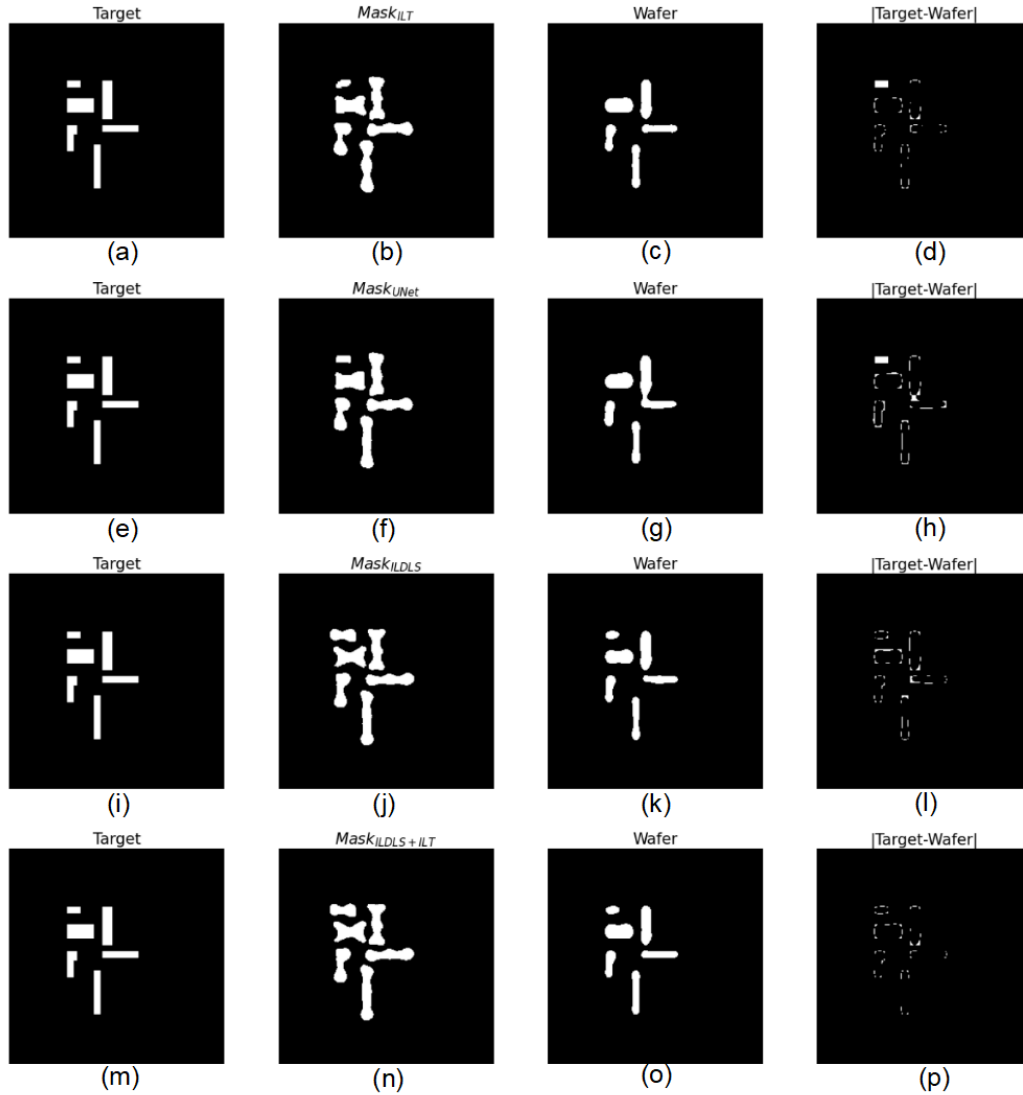 Target Mask_ILT Wafer |Target-Wafer|
(a) (b) (c) (d)
Target Mask_UNet Wafer |Target-Wafer|
(e) (f) (g) (h)
Target Mask_ILDLS Wafer |Target-Wafer|
(i) (j) (k) (l)
Target Mask_ILDLS+ILT Wafer |Target-Wafer|
(m) (n) (o) (p)